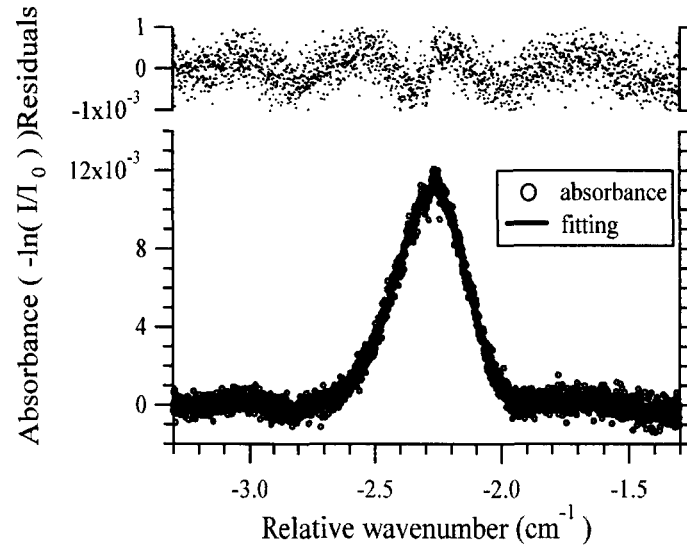 1
0
-1x10-3
Residuals
12x10-3
8
4
0
Absorbance ( -ln( I/I0 ) )
absorbance
fitting
-3.0 -2.5 -2.0 -1.5
Relative wavenumber (cm-1)